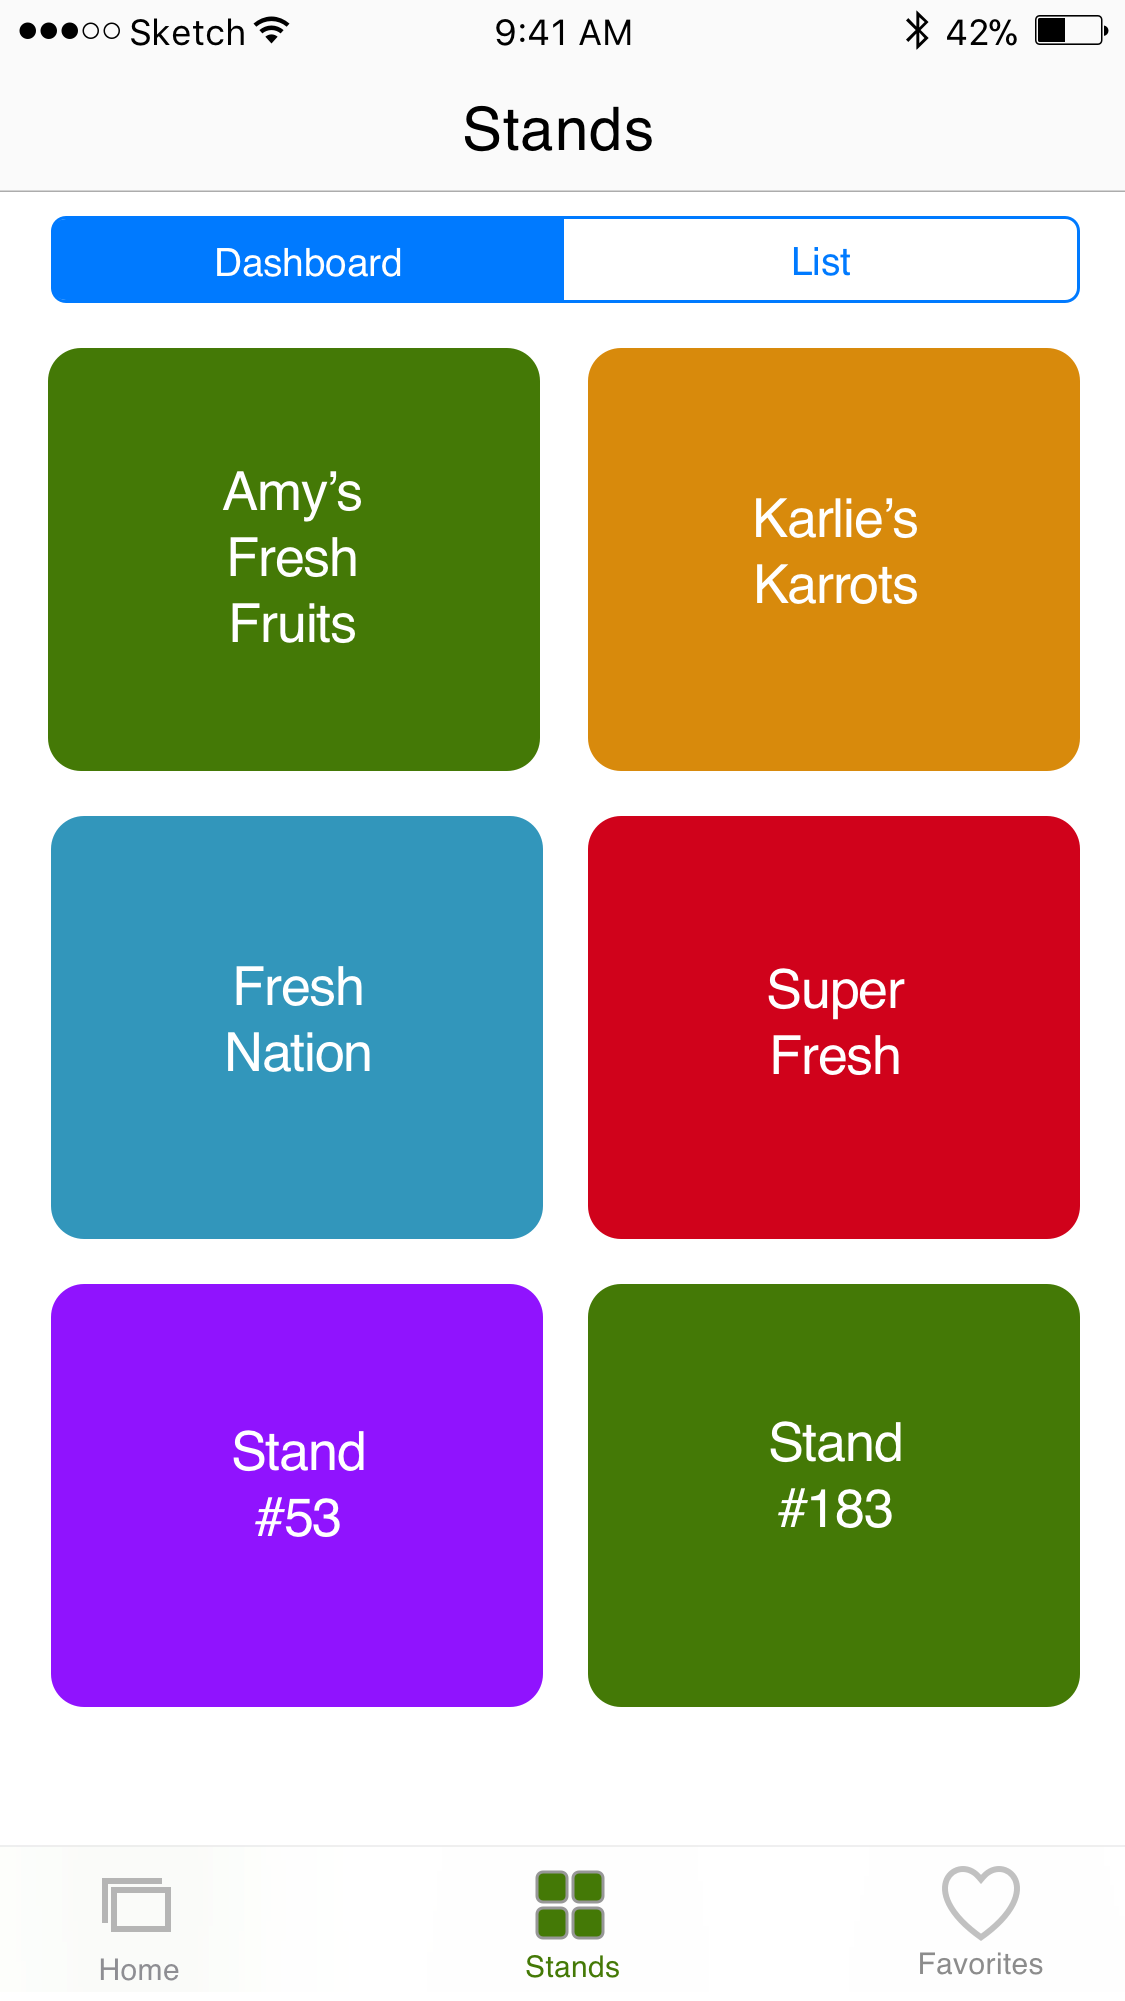 Sketch 9:41 AM 42%
Stands
Dashboard List
Amy’s
Fresh
Fruits
Karlie’s
Karrots
Fresh
Nation
Super
Fresh
Stand
#53
Stand
#183
Home Stands Favorites